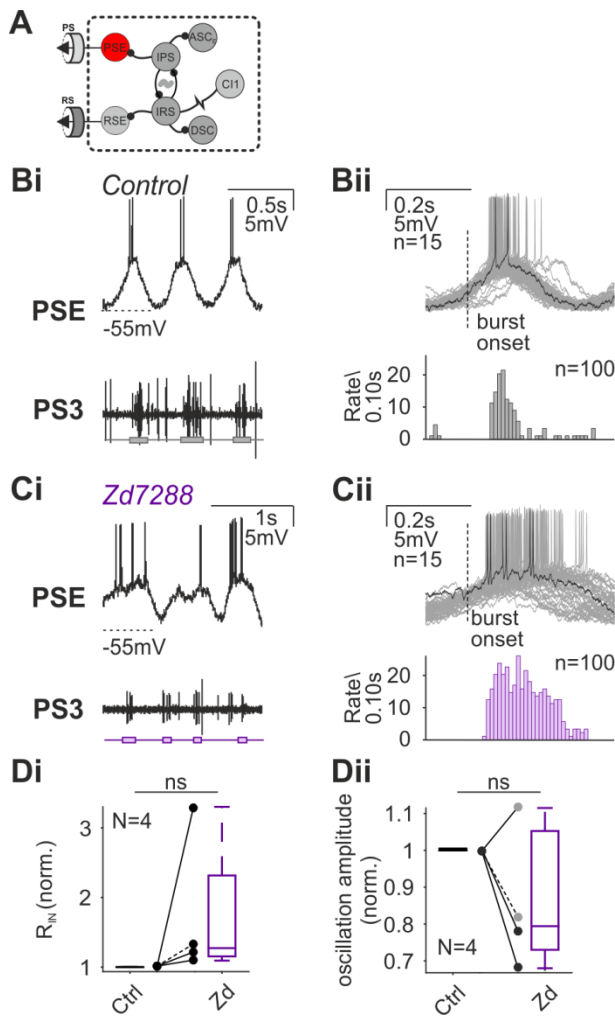 A
PS
PSE
IPS
ASCE
CI1
RS
RSE
IRS
DSC
Bi
Control
0.5s
5mV
PSE
-55mV
PS3
Bii
0.2s
5mV
n=15
burst
onset
n=100
Rate\
0.10s
20
10
0
Ci
Zd7288
1s
5mV
PSE
-55mV
PS3
Cii
0.2s
5mV
n=15
burst
onset
n=100
Rate\
0.10s
20
10
0
Di
ns
N=4
RIN (norm.)
3
2
1
Ctrl
Zd
Dii
ns
oscillation amplitude
(norm.)
1.1
1
0.9
0.8
0.7
N=4
Ctrl
Zd